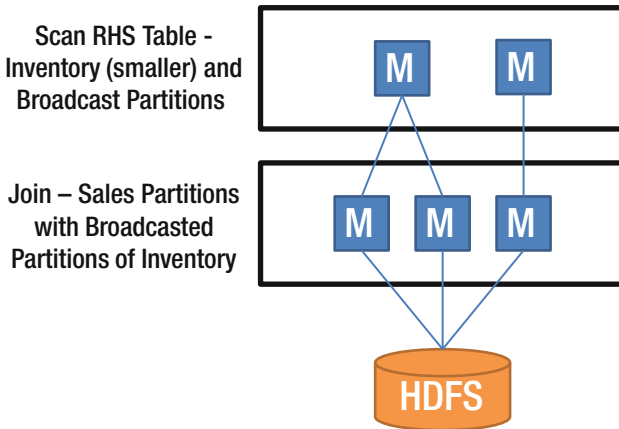 Scan RHS Table -
Inventory (smaller) and
Broadcast Partitions
M M
Join – Sales Partitions
with Broadcasted
Partitions of Inventory
M M M
HDFS